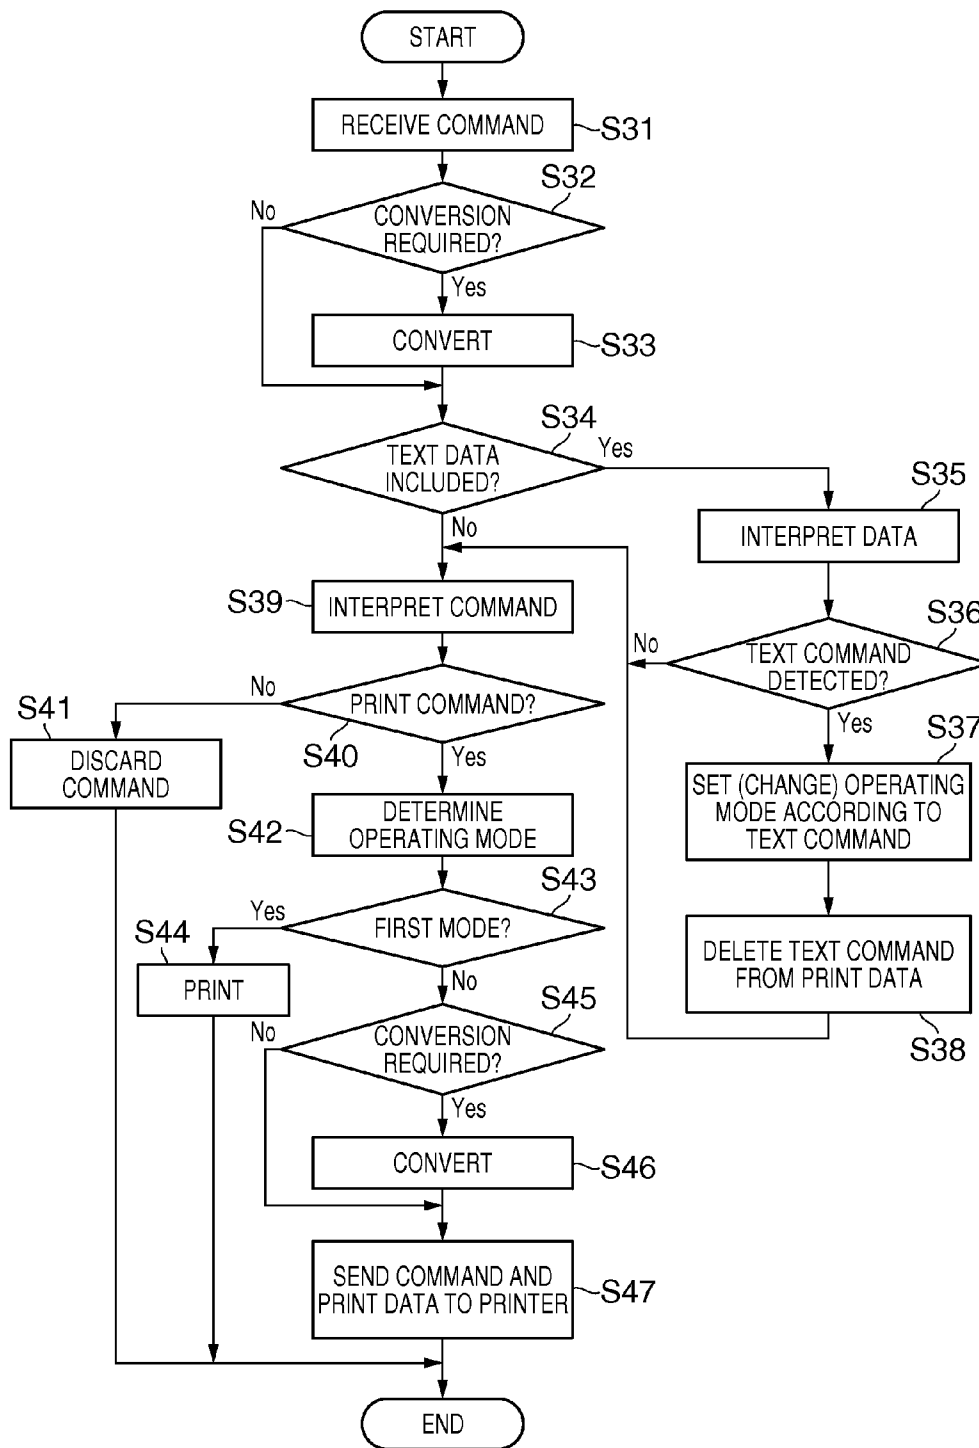 START
RECEIVE COMMAND
S31
S32
No
CONVERSION
REQUIRED?
Yes
CONVERT
S33
S34
TEXT DATA
INCLUDED?
Yes
No
S35
INTERPRET DATA
S39
INTERPRET COMMAND
S36
No
TEXT COMMAND
DETECTED?
Yes
No
PRINT COMMAND?
S40
Yes
S41
DISCARD
COMMAND
S37
SET (CHANGE) OPERATING
MODE ACCORDING TO
TEXT COMMAND
S42
DETERMINE
OPERATING MODE
S43
Yes
FIRST MODE?
No
S44
PRINT
DELETE TEXT COMMAND
FROM PRINT DATA
S38
S45
No
CONVERSION
REQUIRED?
Yes
CONVERT
S46
SEND COMMAND AND
PRINT DATA TO PRINTER
S47
END